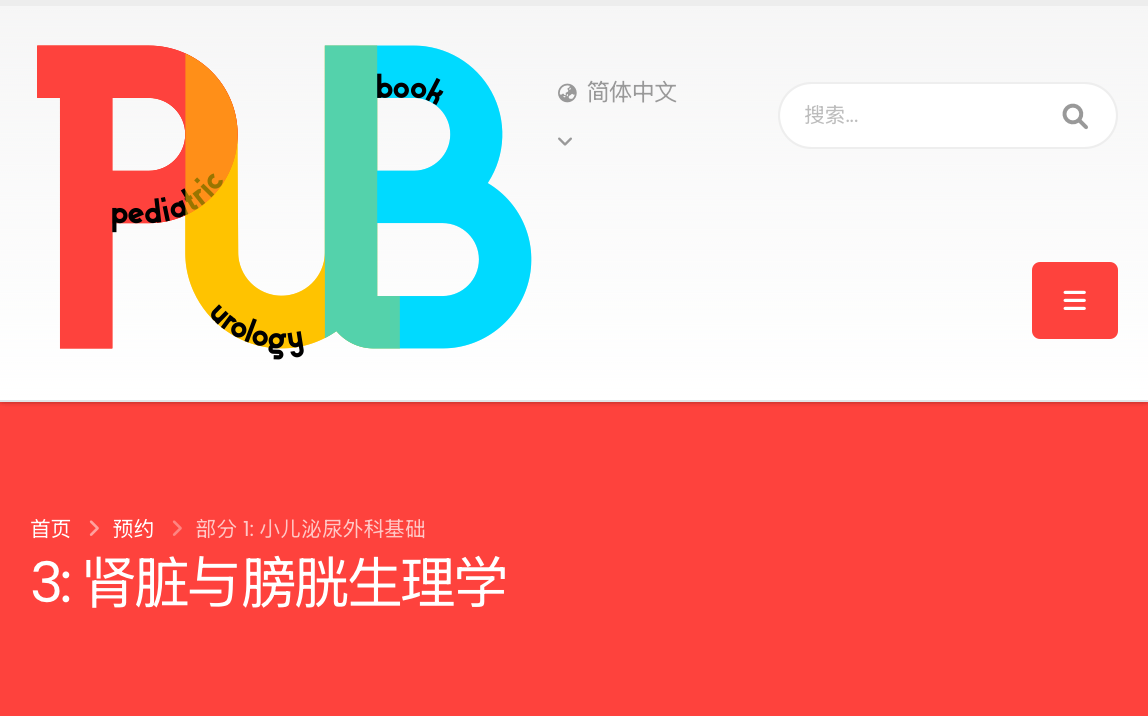 PUB
book
pediatric
urology
简体中文
搜索...
首页 预约 部分 1: 小儿泌尿外科基础
3: 肾脏与膀胱生理学